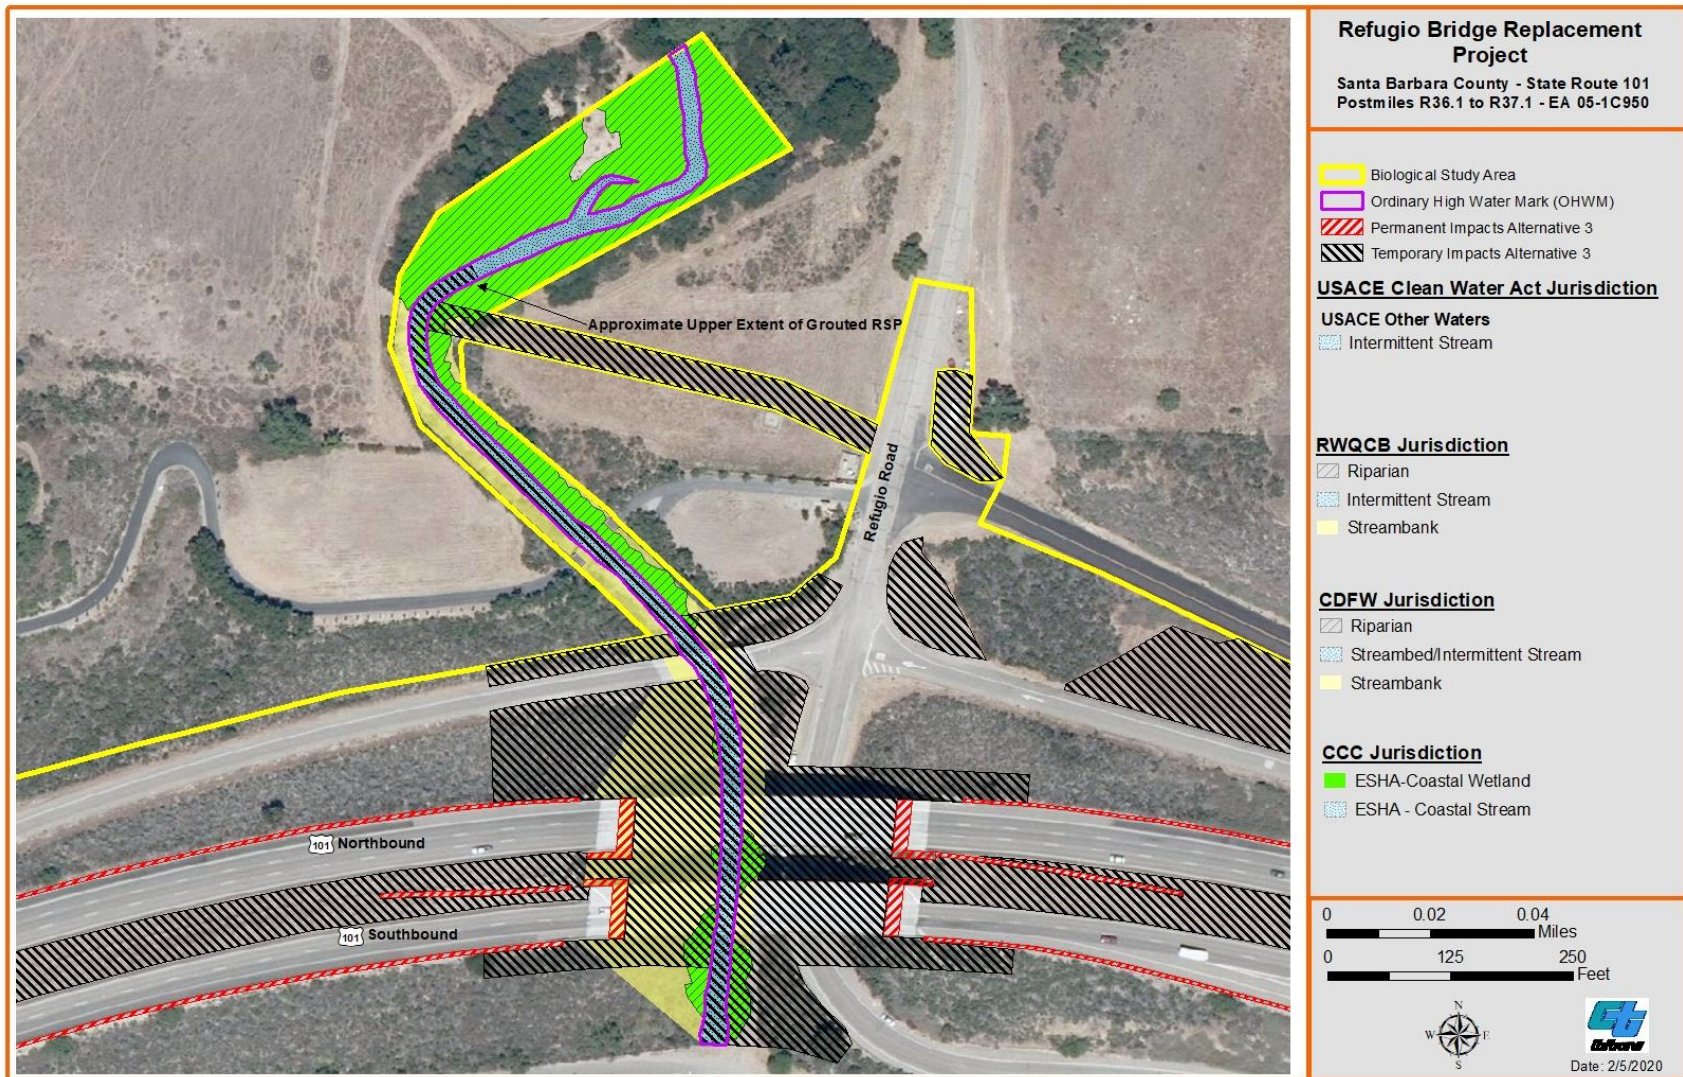 Refugio Bridge Replacement
Project
Santa Barbara County - State Route 101
Postmiles R36.1 to R37.1 - EA 05-1C950
Biological Study Area
Ordinary High Water Mark (OHWM)
Permanent Impacts Alternative 3
Temporary Impacts Alternative 3
USACE Clean Water Act Jurisdiction
USACE Other Waters
Intermittent Stream
RWQCB Jurisdiction
Riparian
Intermittent Stream
Streambank
CDFW Jurisdiction
Riparian
Streambed/Intermittent Stream
Streambank
CCC Jurisdiction
ESHA-Coastal Wetland
ESHA - Coastal Stream
0 0.02 0.04
Miles
0 125 250
Feet
N
W E
S
Caltrans
Date: 2/5/2020
Approximate Upper Extent of Grouted RSP
Refugio Road
101 Northbound
101 Southbound